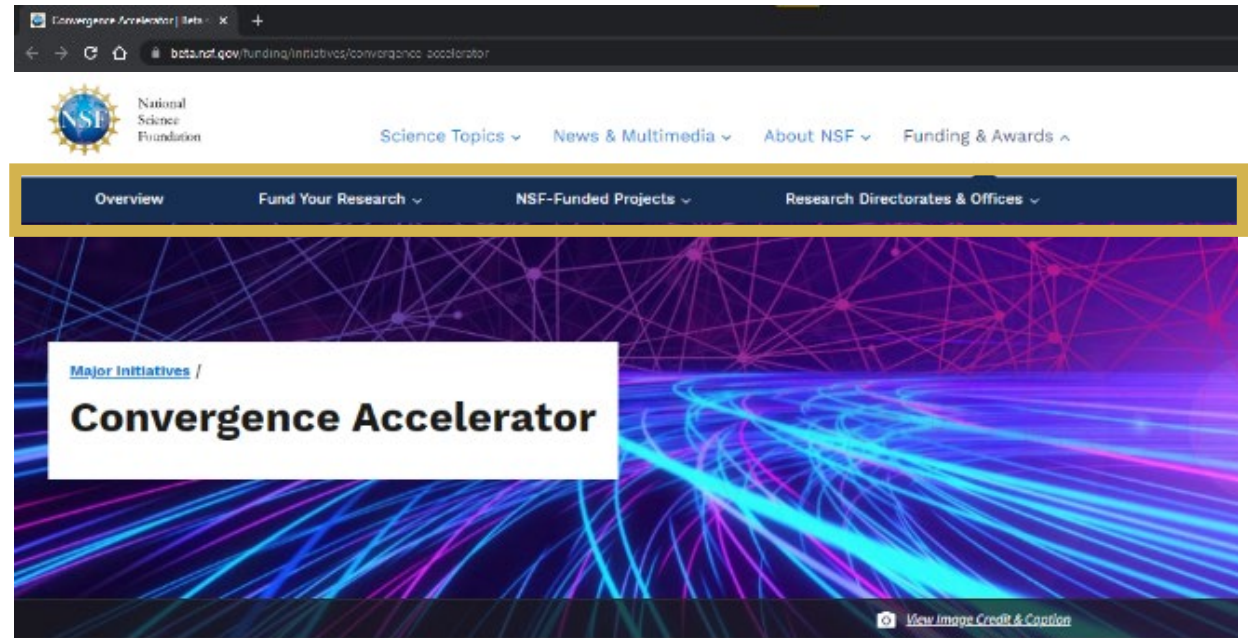 Convergence Accelerator | Beta
beta.nsf.gov/funding/initiatives/convergence-accelerator
NSF
National
Science
Foundation
Science Topics News & Multimedia About NSF Funding & Awards
Overview Fund Your Research NSF-Funded Projects Research Directorates & Offices
Major Initiatives /
Convergence Accelerator
View Image Credit & Caption